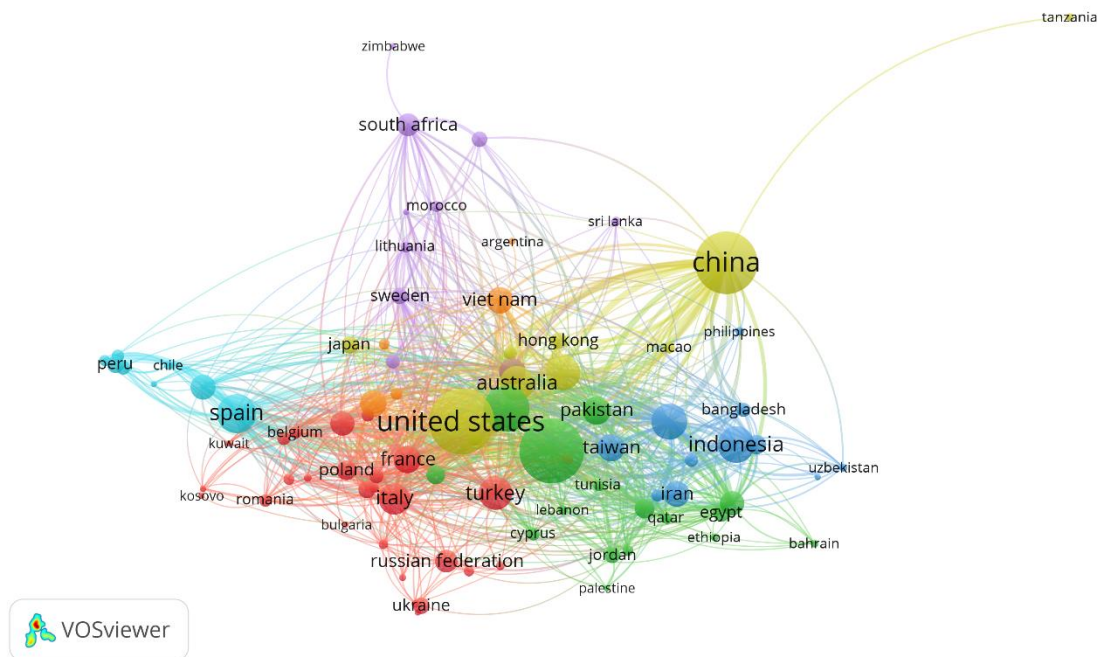 tanzania
zimbabwe
south africa
morocco
sri lanka
lithuania
argentina
china
sweden
viet nam
philippines
japan
hong kong
macao
peru
chile
australia
spain
united states
pakistan
bangladesh
kuwait
belgium
taiwan
indonesia
poland
france
uzbekistan
tunisia
kosovo
romania
italy
turkey
iran
lebanon
qatar
egypt
bulgaria
cyprus
ethiopia
bahrain
russian federation
jordan
palestine
ukraine
VOSviewer